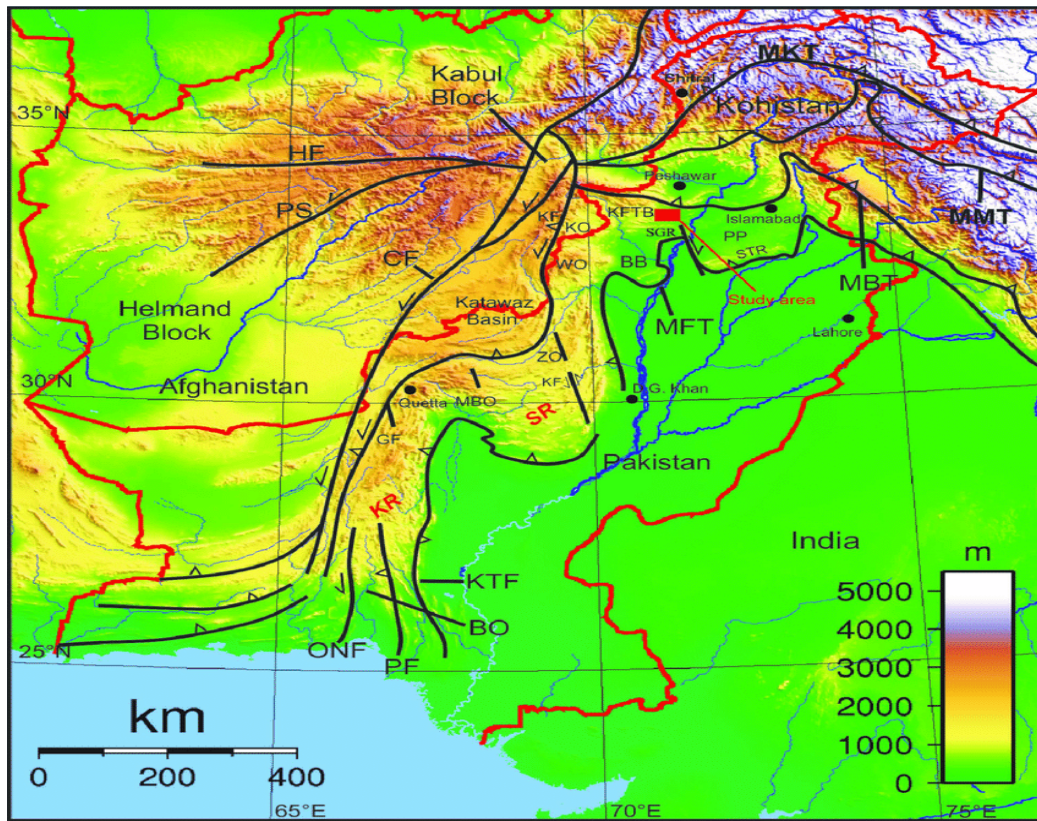 MKT
Kabul
Block
Chitral
Kohistan
35°N
HF
Peshawar
PS
KFTB
Islamabad
MMT
KF
KO
SGR
PP
CF
WO
BB
STR
MBT
Study area
Helmand
Block
Katawaz
Basin
MFT
Lahore
ZO
30°N
Afghanistan
KF
D.G. Khan
Quetta
MBO
SR
GF
Pakistan
KR
India
m
KTF
5000
BO
4000
25°N
ONF
PF
3000
km
2000
1000
0
200
400
0
65°E
70°E
75°E